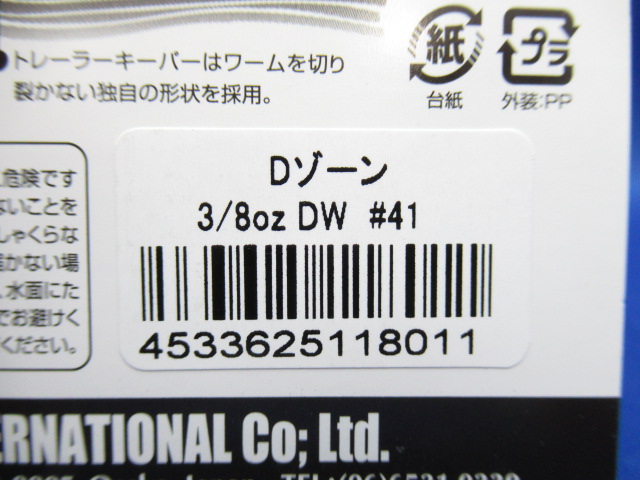 ●トレーラーキーパーはワームを切り
裂かない独自の形状を採用。
紙
台紙
プラ
外装:PP
危険です
ないことを
しゃくらな
届かない場
、水面にた
でお避けく
ください。
Dゾーン
3/8oz DW #41
4533625118011
ERNATIONAL Co; Ltd.